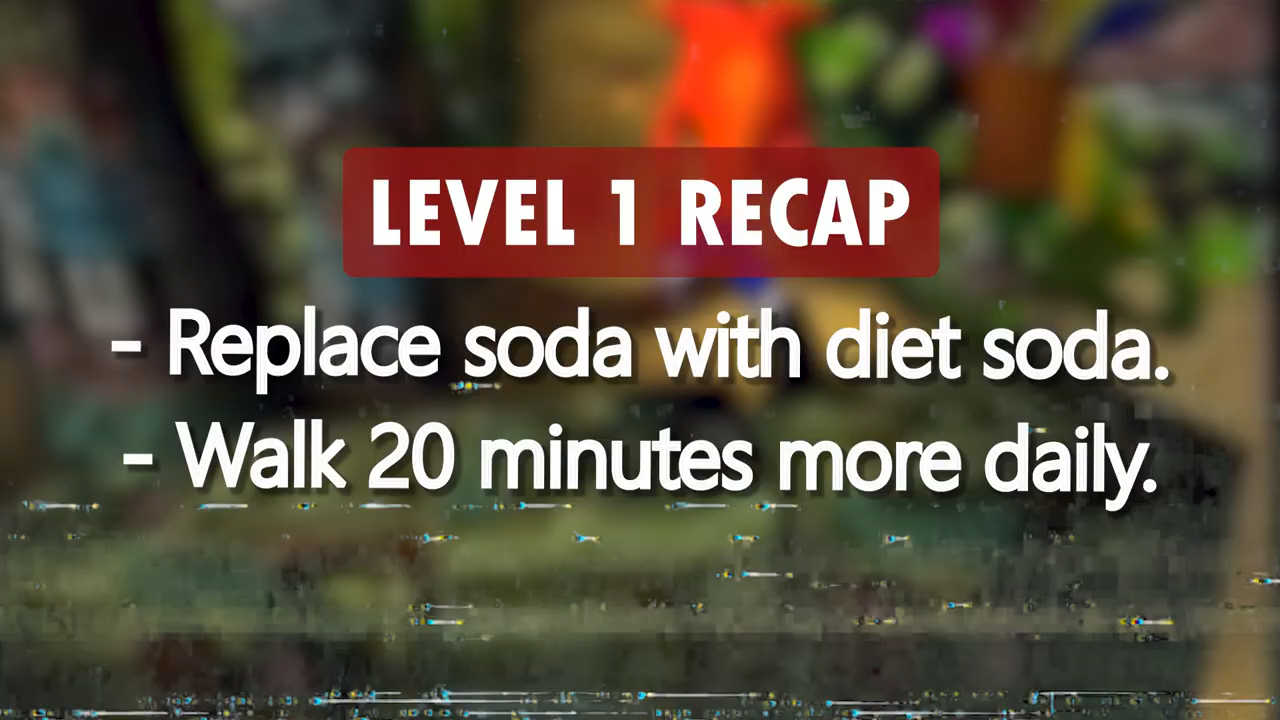 LEVEL 1 RECAP
- Replace soda with diet soda.
- Walk 20 minutes more daily.